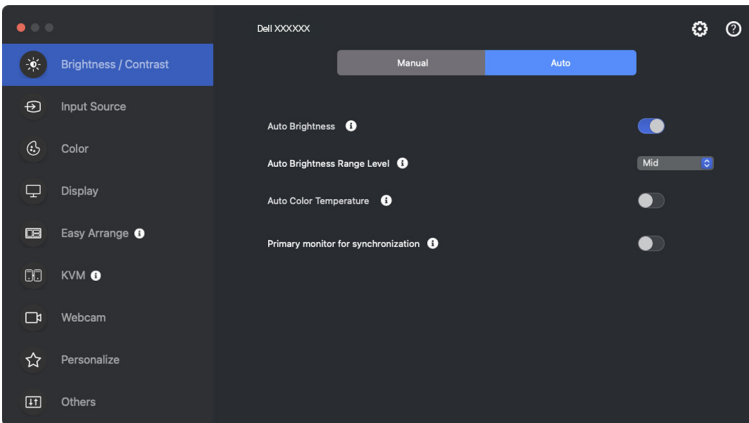 Dell XXXXXX
Brightness / Contrast
Input Source
Color
Display
Easy Arrange
KVM
Webcam
Personalize
Others
Manual
Auto
Auto Brightness
Auto Brightness Range Level
Mid
Auto Color Temperature
Primary monitor for synchronization